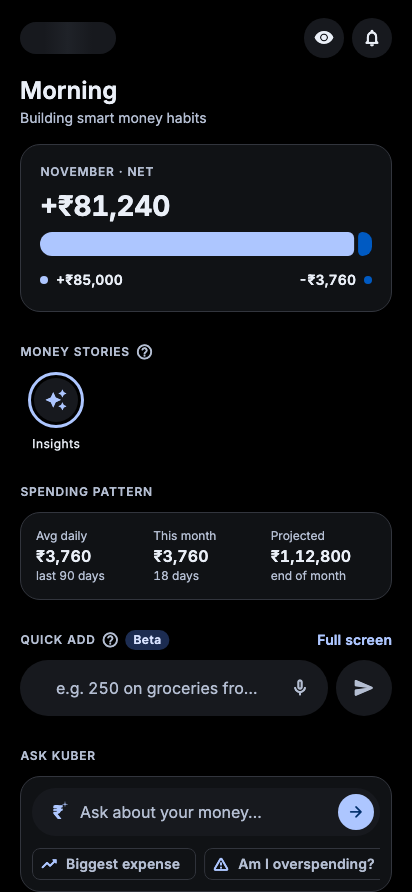 Morning
Building smart money habits
NOVEMBER · NET
+₹81,240
+₹85,000 -₹3,760
MONEY STORIES
Insights
SPENDING PATTERN
Avg daily This month Projected
₹3,760 ₹3,760 ₹1,12,800
last 90 days 18 days end of month
QUICK ADD Beta Full screen
e.g. 250 on groceries fro...
ASK KUBER
₹ Ask about your money...
Biggest expense Am I overspending?